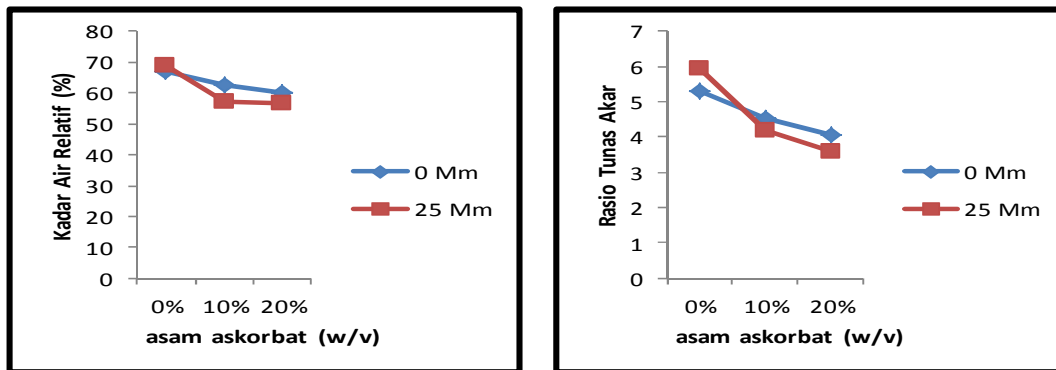 Kadar Air Relatif (%)
80
70
60
50
40
30
20
10
0
0% 10% 20%
asam askorbat (w/v)
0 Mm
25 Mm
Rasio Tunas Akar
7
6
5
4
3
2
1
0
0% 10% 20%
asam askorbat (w/v)
0 Mm
25 Mm